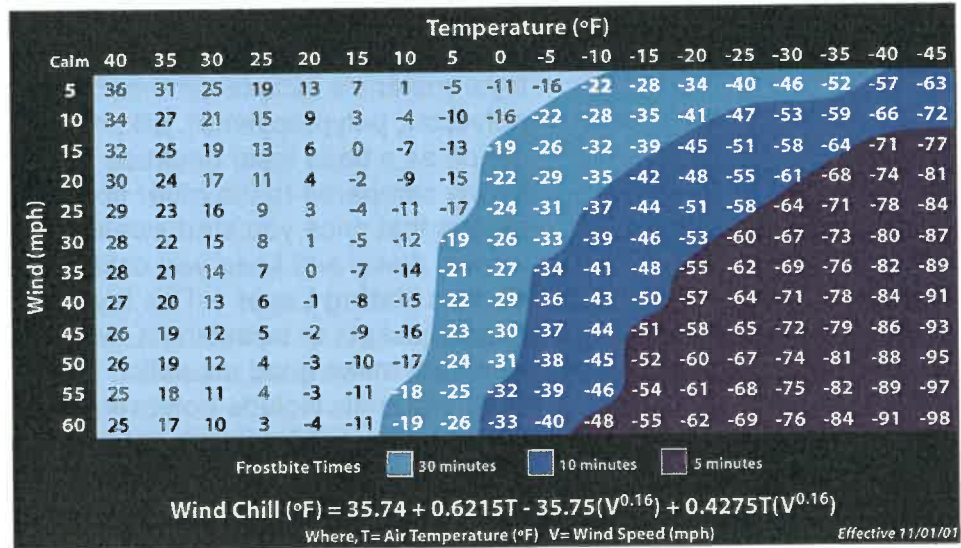 Temperature (°F)
Calm 40 35 30 25 20 15 10 5 0 -5 -10 -15 -20 -25 -30 -35 -40 -45
5 36 31 25 19 13 7 1 -5 -11 -16 -22 -28 -34 -40 -46 -52 -57 -63
10 34 27 21 15 9 3 -4 -10 -16 -22 -28 -35 -41 -47 -53 -59 -66 -72
15 32 25 19 13 6 0 -7 -13 -19 -26 -32 -39 -45 -51 -58 -64 -71 -77
20 30 24 17 11 4 -2 -9 -15 -22 -29 -35 -42 -48 -55 -61 -68 -74 -81
25 29 23 16 9 3 -4 -11 -17 -24 -31 -37 -44 -51 -58 -64 -71 -78 -84
30 28 22 15 8 1 -5 -12 -19 -26 -33 -39 -46 -53 -60 -67 -73 -80 -87
35 28 21 14 7 0 -7 -14 -21 -27 -34 -41 -48 -55 -62 -69 -76 -82 -89
40 27 20 13 6 -1 -8 -15 -22 -29 -36 -43 -50 -57 -64 -71 -78 -84 -91
45 26 19 12 5 -2 -9 -16 -23 -30 -37 -44 -51 -58 -65 -72 -79 -86 -93
50 26 19 12 4 -3 -10 -17 -24 -31 -38 -45 -52 -60 -67 -74 -81 -88 -95
55 25 18 11 4 -3 -11 -18 -25 -32 -39 -46 -54 -61 -68 -75 -82 -89 -97
60 25 17 10 3 -4 -11 -19 -26 -33 -40 -48 -55 -62 -69 -76 -84 -91 -98
Wind (mph)
Frostbite Times 30 minutes 10 minutes 5 minutes
Wind Chill (°F) = 35.74 + 0.6215T - 35.75(V^0.16) + 0.4275T(V^0.16)
Where, T= Air Temperature (°F) V= Wind Speed (mph) Effective 11/01/01